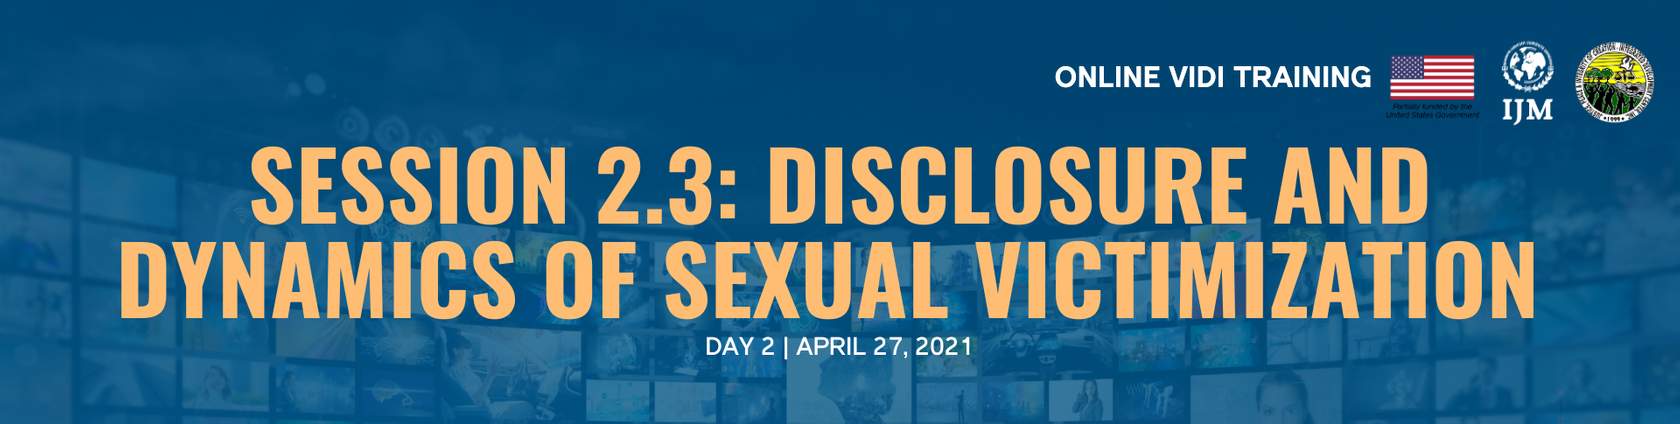 ONLINE VIDI TRAINING
Partially funded by the
United States Government
IJM
SESSION 2.3: DISCLOSURE AND
DYNAMICS OF SEXUAL VICTIMIZATION
DAY 2 | APRIL 27, 2021